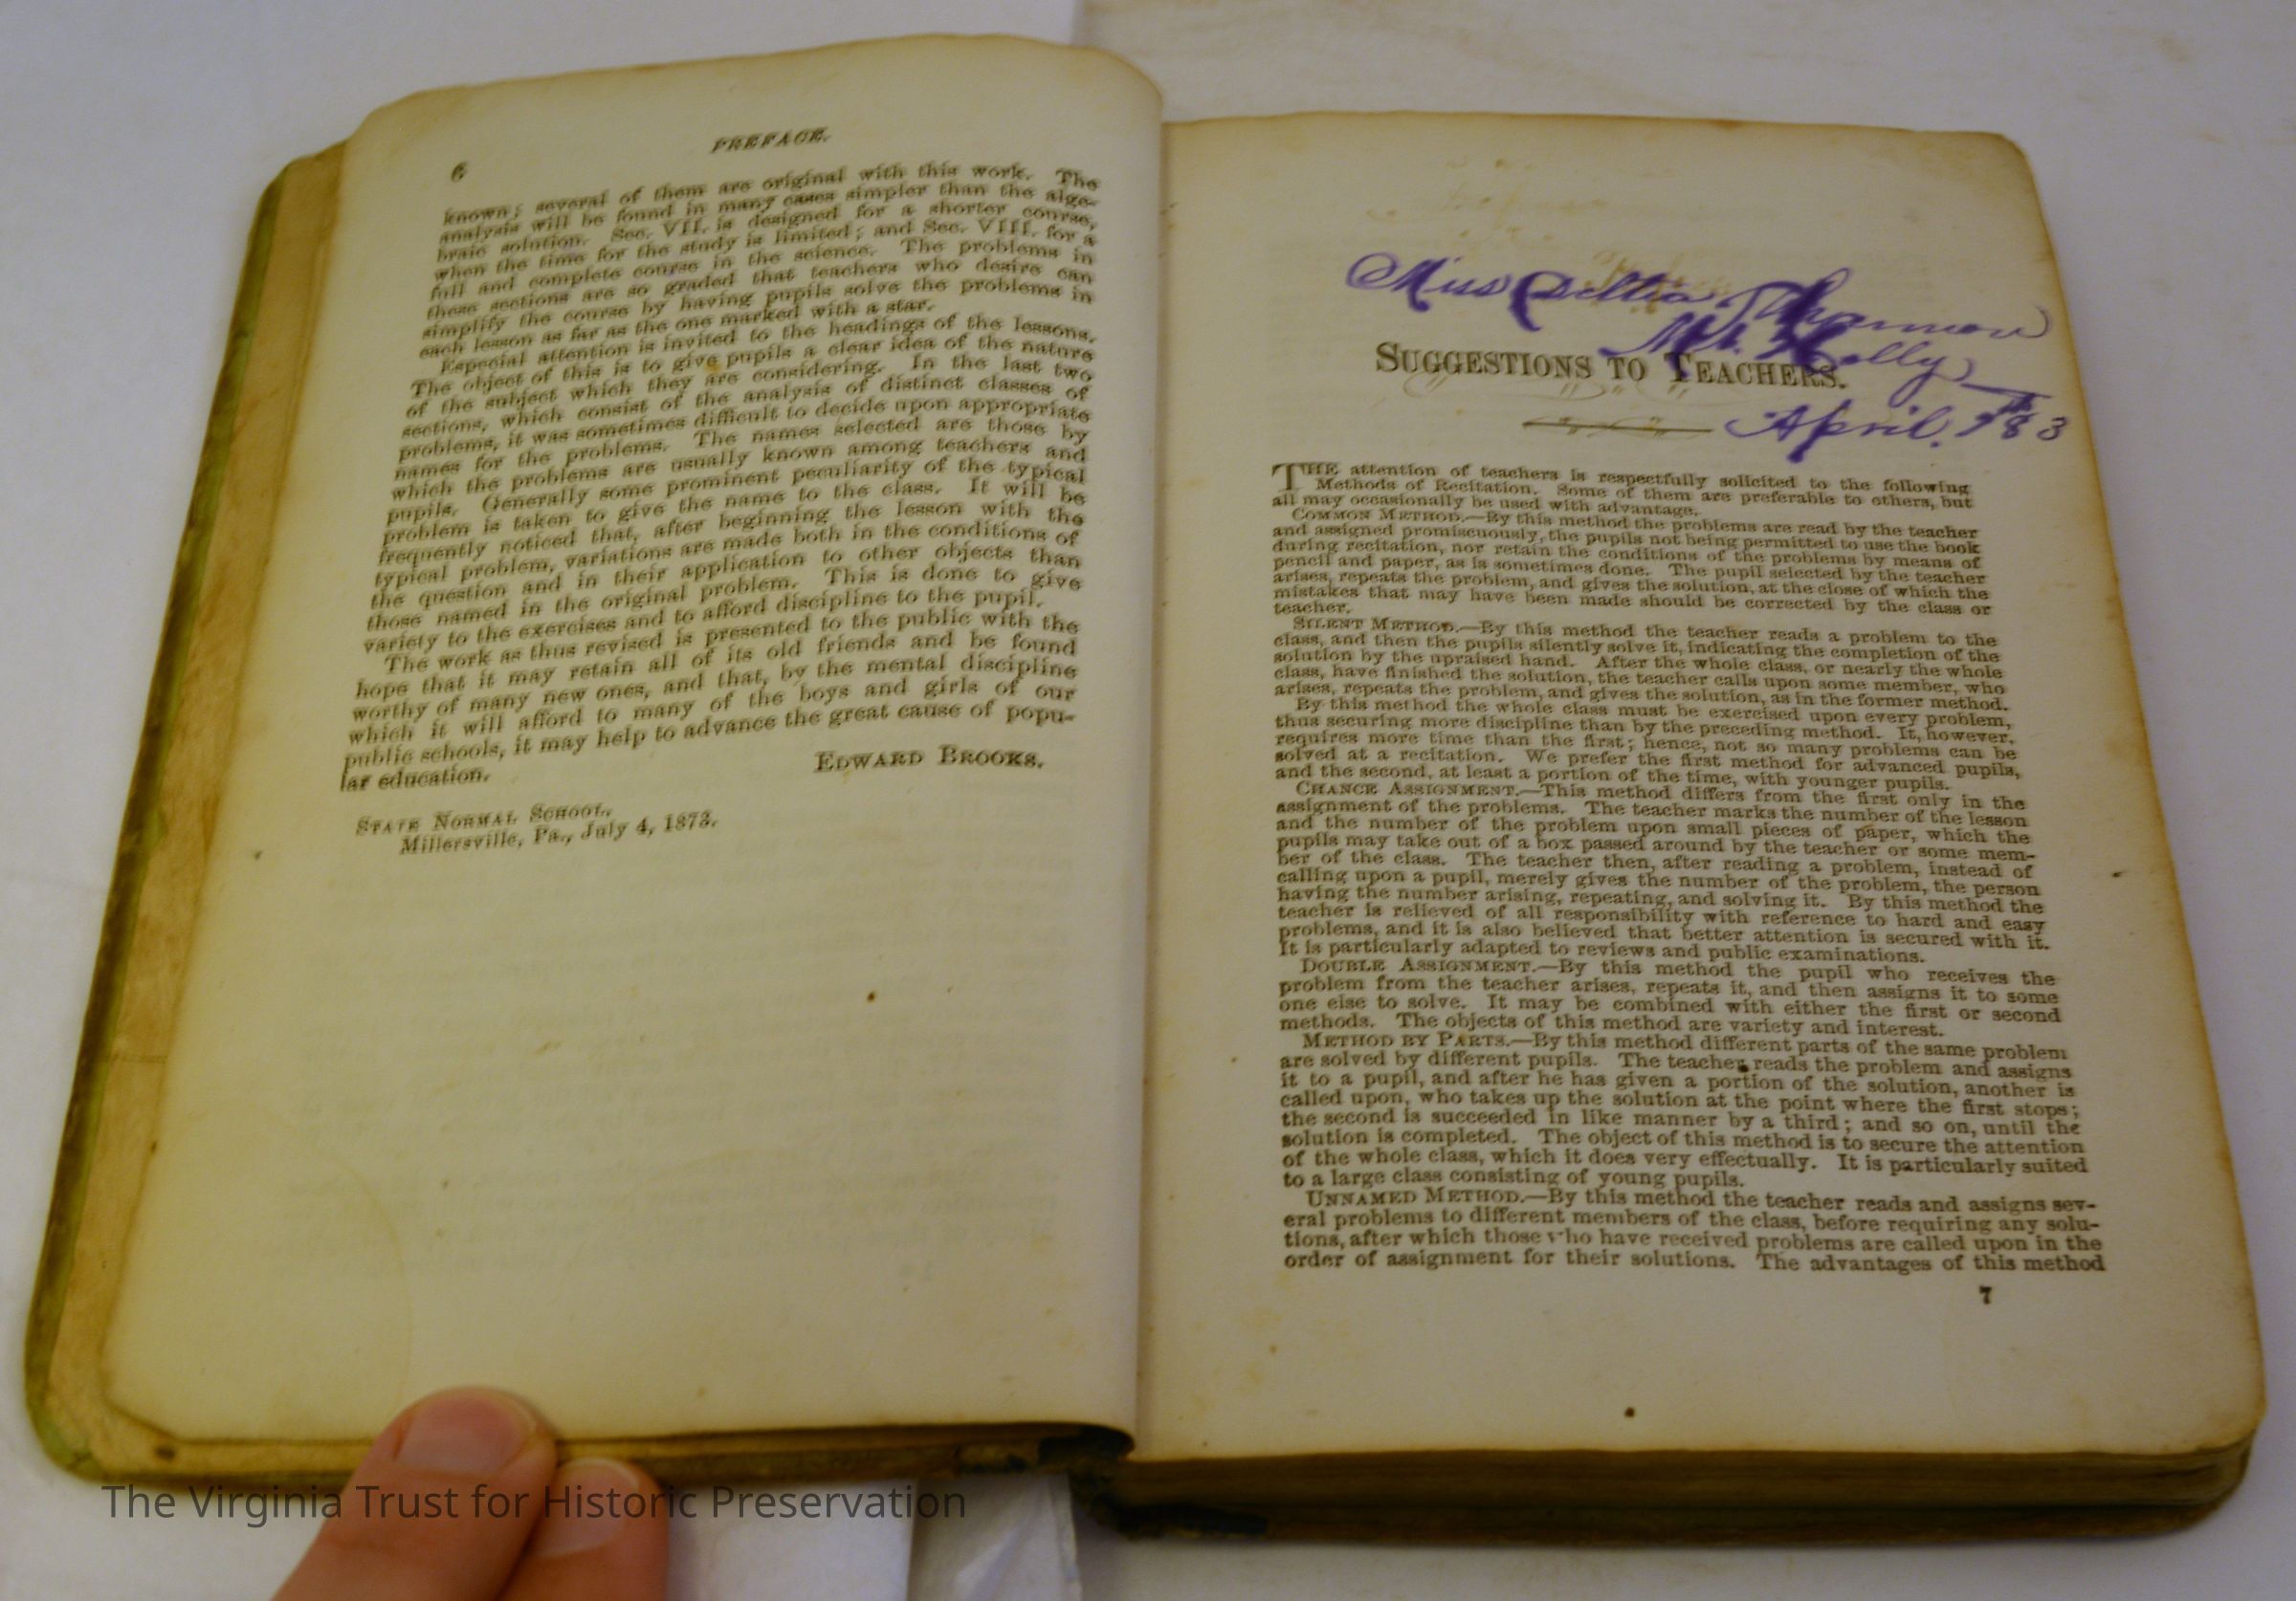 PREFACE.
6
known; several of them are original with this work. The
analysis will be found in many cases simpler than the alge-
braic solution. Sec. VII. is designed for a shorter course,
when the time for the study is limited; and Sec. VIII. for a
full and complete course in the science. The problems in
these sections are so graded that teachers who desire can
simplify the course by having pupils solve the problems in
each lesson as far as the one marked with a star.
Especial attention is invited to the headings of the lessons.
The object of this is to give pupils a clear idea of the nature
of the subject which they are considering. In the last two
sections, which consist of the analysis of distinct classes of
problems, it was sometimes difficult to decide upon appropriate
names for the problems. The names selected are those by
which the problems are usually known among teachers and
pupils. Generally some prominent peculiarity of the typical
problem is taken to give the name to the class. It will be
frequently noticed that, after beginning the lesson with the
typical problem, variations are made both in the conditions of
the question and in their application to other objects than
those named in the original problem. This is done to give
variety to the exercises and to afford discipline to the pupil.
The work as thus revised is presented to the public with the
hope that it may retain all of its old friends and be found
worthy of many new ones, and that, by the mental discipline
which it will afford to many of the boys and girls of our
public schools, it may help to advance the great cause of popu-
lar education.
EDWARD BROOKS.
STATE NORMAL SCHOOL,
Millersville, Pa., July 4, 1873.
Miss
Mt. Holly
SUGGESTIONS TO TEACHERS.
April
THE attention of teachers is respectfully solicited to the following
Methods of Recitation. Some of them are preferable to others, but
all may occasionally be used with advantage.
COMMON METHOD.—By this method the problems are read by the teacher
and assigned promiscuously, the pupils not being permitted to use the book
during recitation, nor retain the conditions of the problems by means of
pencil and paper, as is sometimes done. The pupil selected by the teacher
arises, repeats the problem, and gives the solution, at the close of which the
mistakes that may have been made should be corrected by the class or
teacher.
SILENT METHOD.—By this method the teacher reads a problem to the
class, and then the pupils silently solve it, indicating the completion of the
solution by the upraised hand. After the whole class, or nearly the whole
class, have finished the solution, the teacher calls upon some member, who
arises, repeats the problem, and gives the solution, as in the former method.
By this method the whole class must be exercised upon every problem,
thus securing more discipline than by the preceding method. It, however,
requires more time than the first; hence, not so many problems can be
solved at a recitation. We prefer the first method for advanced pupils,
and the second, at least a portion of the time, with younger pupils.
CHANCE ASSIGNMENT.—This method differs from the first only in the
assignment of the problems. The teacher marks the number of the lesson
and the number of the problem upon small pieces of paper, which the
pupils may take out of a box passed around by the teacher or some mem-
ber of the class. The teacher then, after reading a problem, instead of
calling upon a pupil, merely gives the number of the problem, the person
having the number arising, repeating, and solving it. By this method the
teacher is relieved of all responsibility with reference to hard and easy
problems, and it is also believed that better attention is secured with it.
It is particularly adapted to reviews and public examinations.
DOUBLE ASSIGNMENT.—By this method the pupil who receives the
problem from the teacher arises, repeats it, and then assigns it to some
one else to solve. It may be combined with either the first or second
methods. The objects of this method are variety and interest.
METHOD BY PARTS.—By this method different parts of the same problem
are solved by different pupils. The teacher reads the problem and assigns
it to a pupil, and after he has given a portion of the solution, another is
called upon, who takes up the solution at the point where the first stops;
the second is succeeded in like manner by a third; and so on, until the
solution is completed. The object of this method is to secure the attention
of the whole class, which it does very effectually. It is particularly suited
to a large class consisting of young pupils.
UNNAMED METHOD.—By this method the teacher reads and assigns sev-
eral problems to different members of the class, before requiring any solu-
tions, after which those who have received problems are called upon in the
order of assignment for their solutions. The advantages of this method
7
The Virginia Trust for Historic Preservation